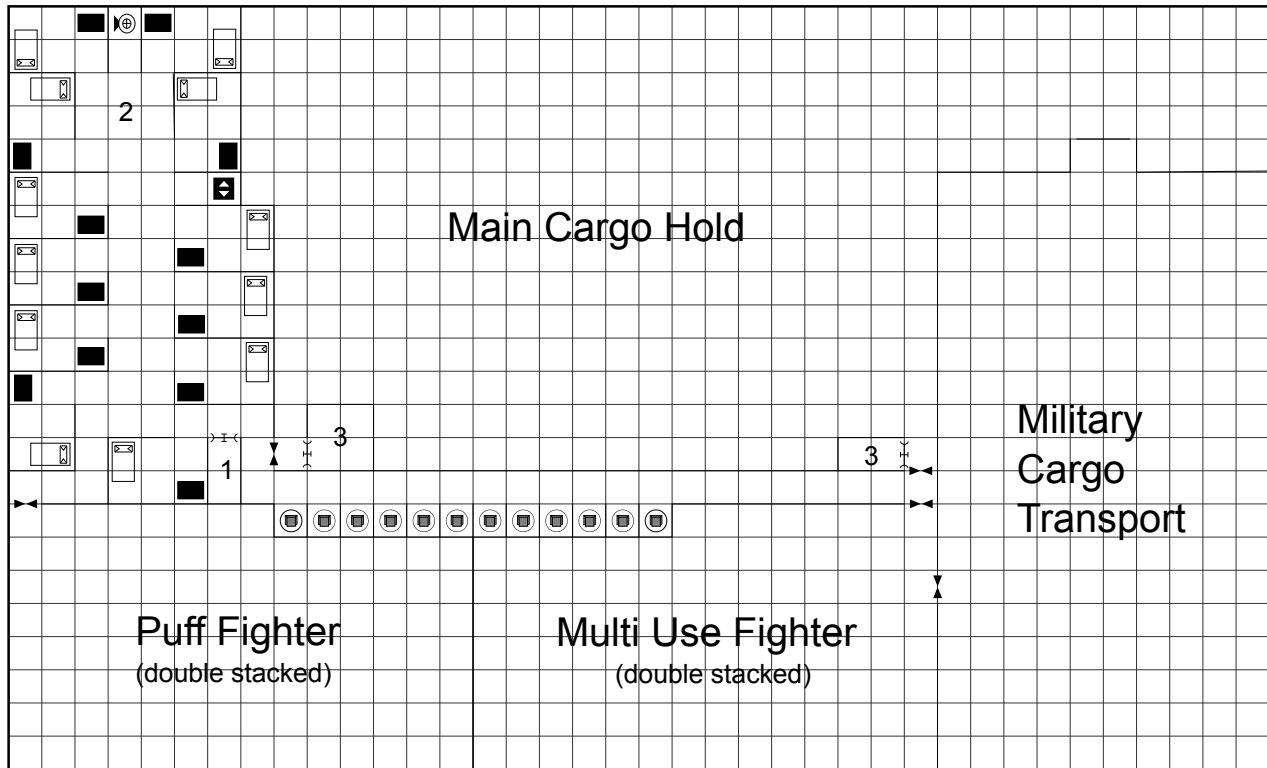 2
Main Cargo Hold
3
1
3
Military
Cargo
Transport
Puff Fighter
(double stacked)
Multi Use Fighter
(double stacked)